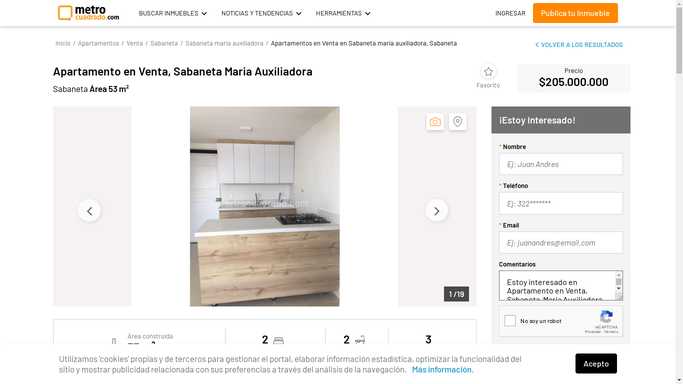 metro
cuadrado.com
BUSCAR INMUEBLES
NOTICIAS Y TENDENCIAS
HERRAMIENTAS
INGRESAR
Publica tu Inmueble
Inicio / Apartamentos / Venta / Sabaneta / Sabaneta maria auxiliadora / Apartamentos en Venta en Sabaneta maria auxiliadora, Sabaneta
VOLVER A LOS RESULTADOS
Apartamento en Venta, Sabaneta Maria Auxiliadora
Sabaneta Área 53 m²
Favorito
Precio
$205.000.000
1 /19
¡Estoy Interesado!
* Nombre
Ej: Juan Andres
* Teléfono
Ej: 322*******
* Email
Ej: juanandres@email.com
Comentarios
Estoy interesado en
Apartamento en Venta,
Sabaneta Maria Auxiliadora
No soy un robot
reCAPTCHA
Privacidad - Términos
Área construida
2
2
3
Utilizamos 'cookies' propias y de terceros para gestionar el portal, elaborar información estadística, optimizar la funcionalidad del
sitio y mostrar publicidad relacionada con sus preferencias a través del análisis de la navegación. Más información.
Acepto